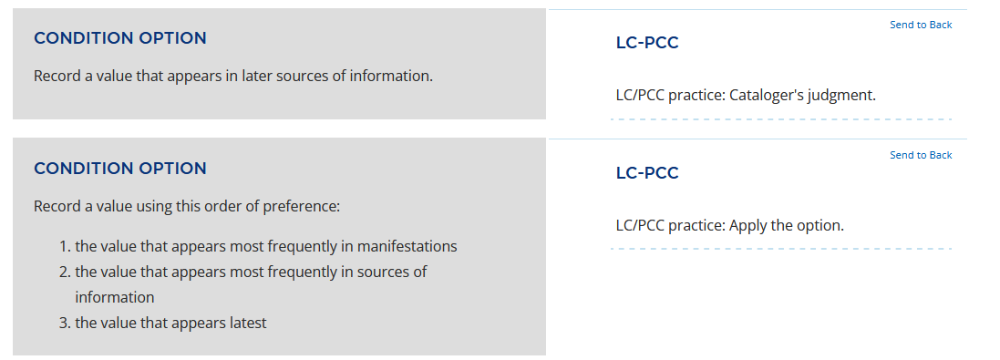 CONDITION OPTION
Record a value that appears in later sources of information.
Send to Back
LC-PCC
LC/PCC practice: Cataloger's judgment.
CONDITION OPTION
Record a value using this order of preference:
1. the value that appears most frequently in manifestations
2. the value that appears most frequently in sources of
information
3. the value that appears latest
Send to Back
LC-PCC
LC/PCC practice: Apply the option.